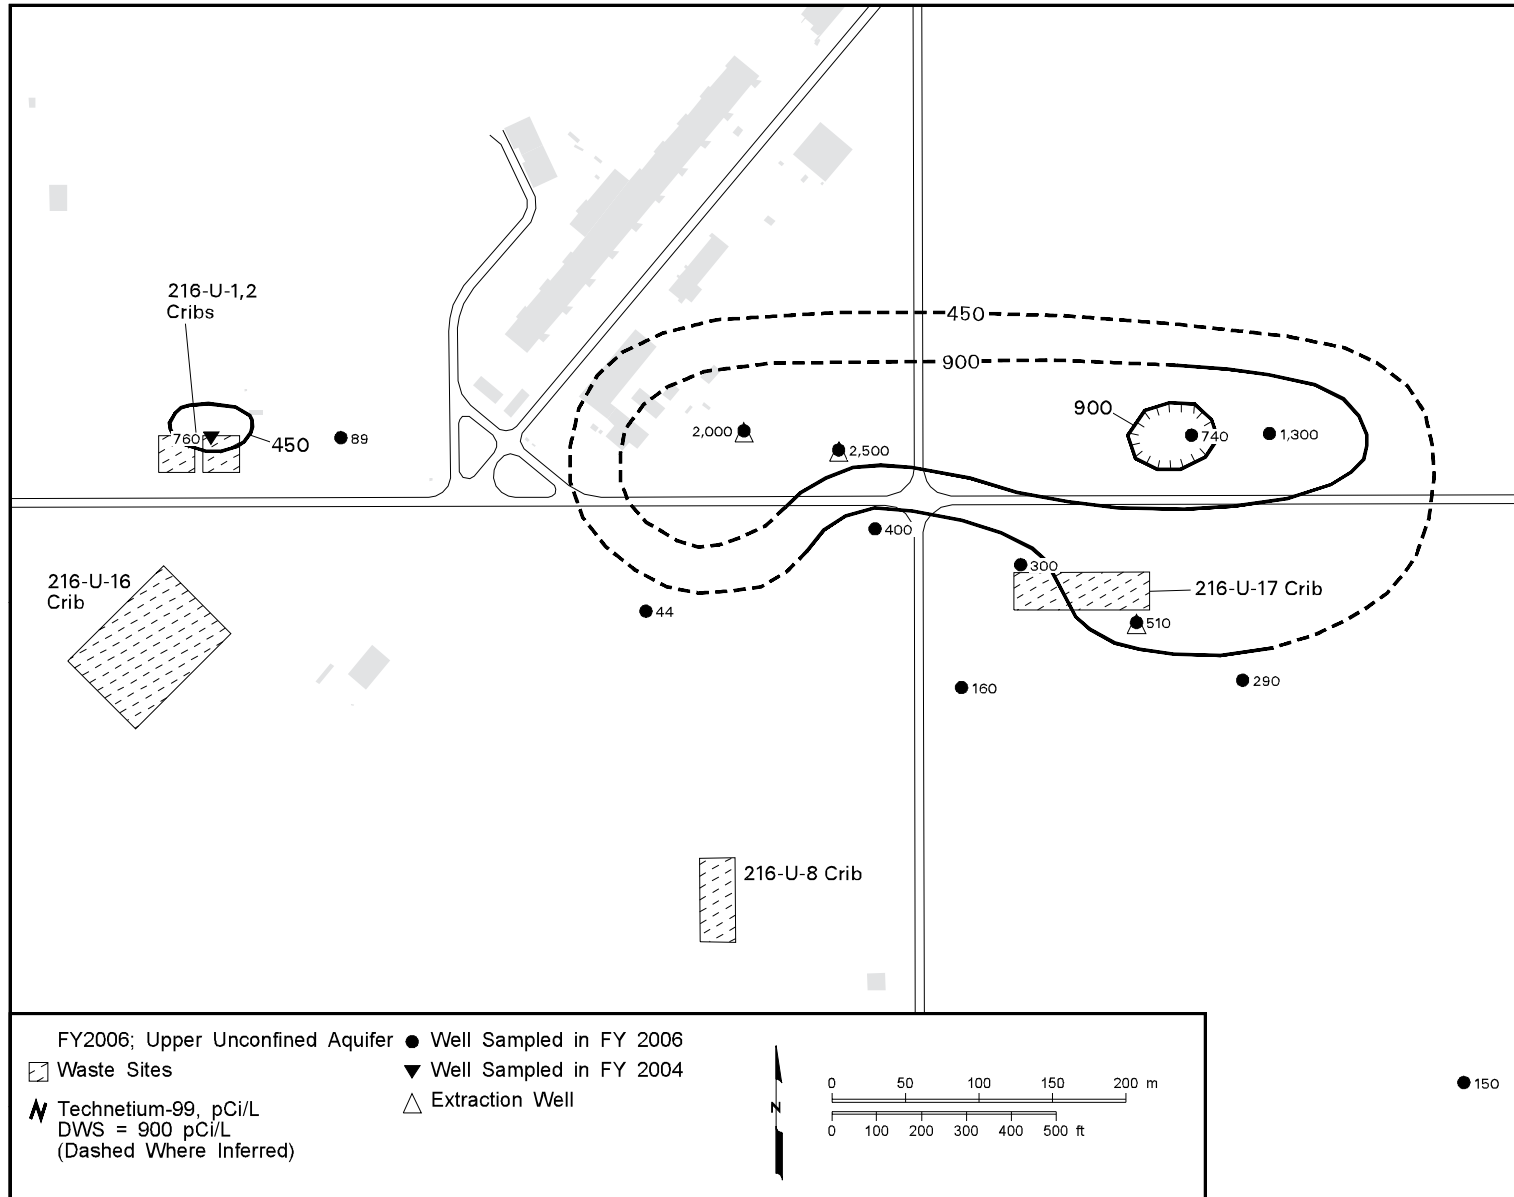 450
900
216-U-1,2
Cribs
900
760
450
89
2,000
2,500
740
1,300
400
300
216-U-16
Crib
216-U-17 Crib
44
510
160
290
216-U-8 Crib
FY2006; Upper Unconfined Aquifer
Waste Sites
Technetium-99, pCi/L
DWS = 900 pCi/L
(Dashed Where Inferred)
Well Sampled in FY 2006
Well Sampled in FY 2004
Extraction Well
N
0 50 100 150 200 m
0 100 200 300 400 500 ft
150